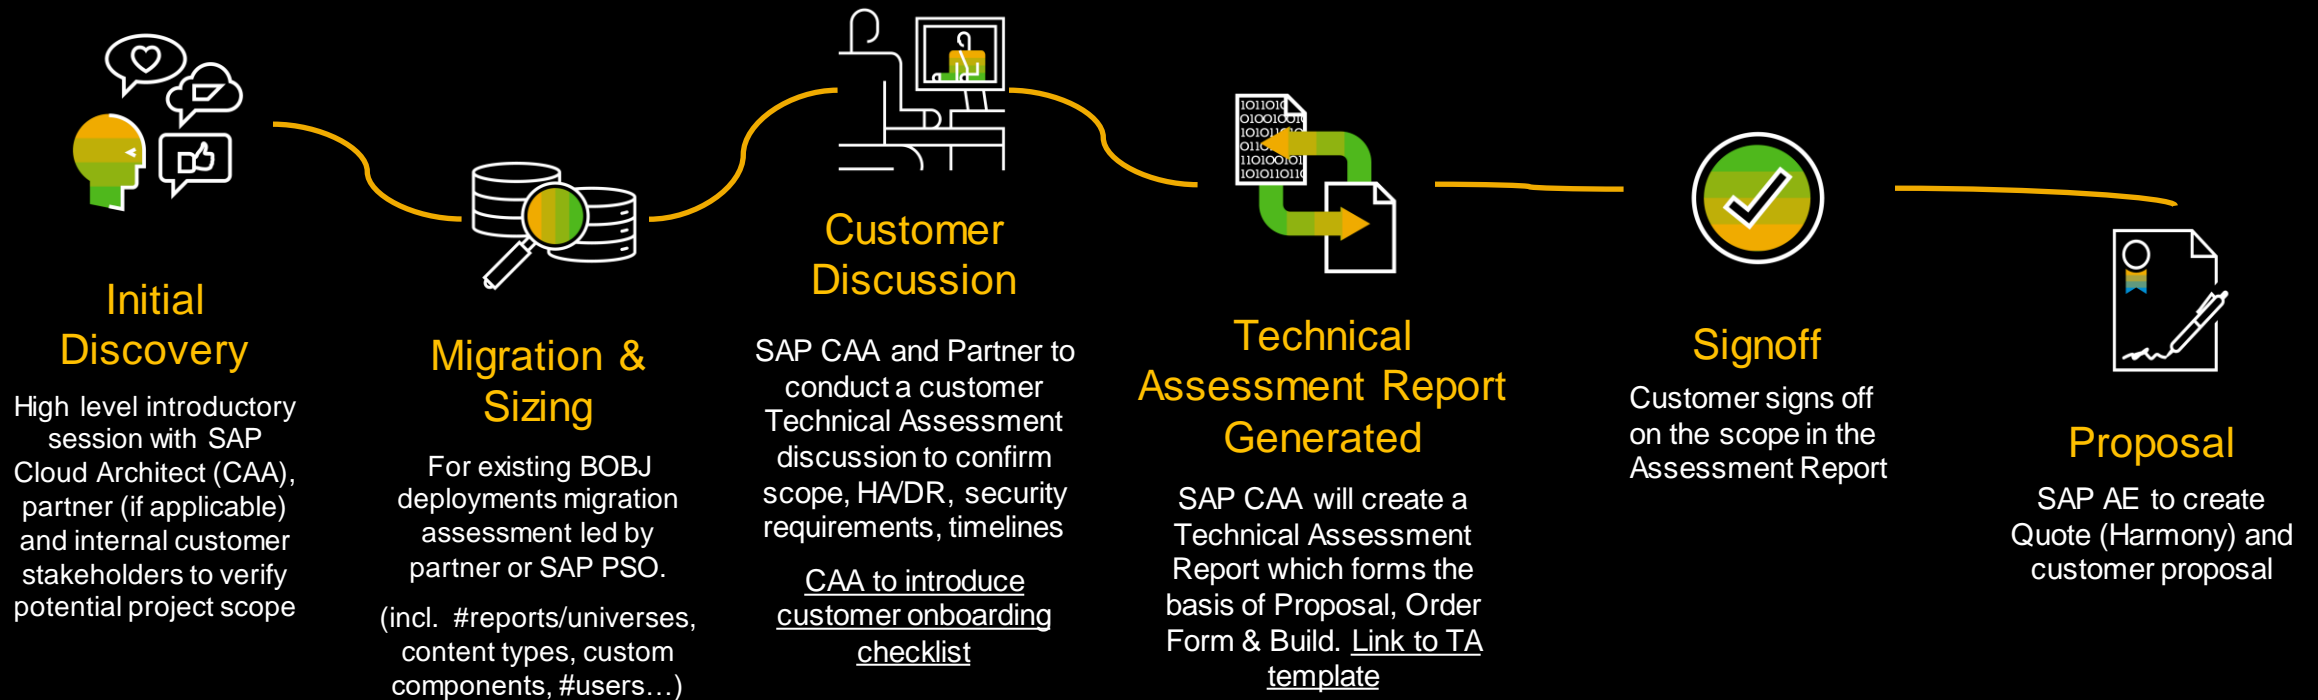 Initial
Discovery
High level introductory
session with SAP
Cloud Architect (CAA),
partner (if applicable)
and internal customer
stakeholders to verify
potential project scope
Migration &
Sizing
For existing BOBJ
deployments migration
assessment led by
partner or SAP PSO.
(incl. #reports/universes,
content types, custom
components, #users…)
Customer
Discussion
SAP CAA and Partner to
conduct a customer
Technical Assessment
discussion to confirm
scope, HA/DR, security
requirements, timelines
CAA to introduce
customer onboarding
checklist
Technical
Assessment Report
Generated
SAP CAA will create a
Technical Assessment
Report which forms the
basis of Proposal, Order
Form & Build. Link to TA
template
Signoff
Customer signs off
on the scope in the
Assessment Report
Proposal
SAP AE to create
Quote (Harmony) and
customer proposal